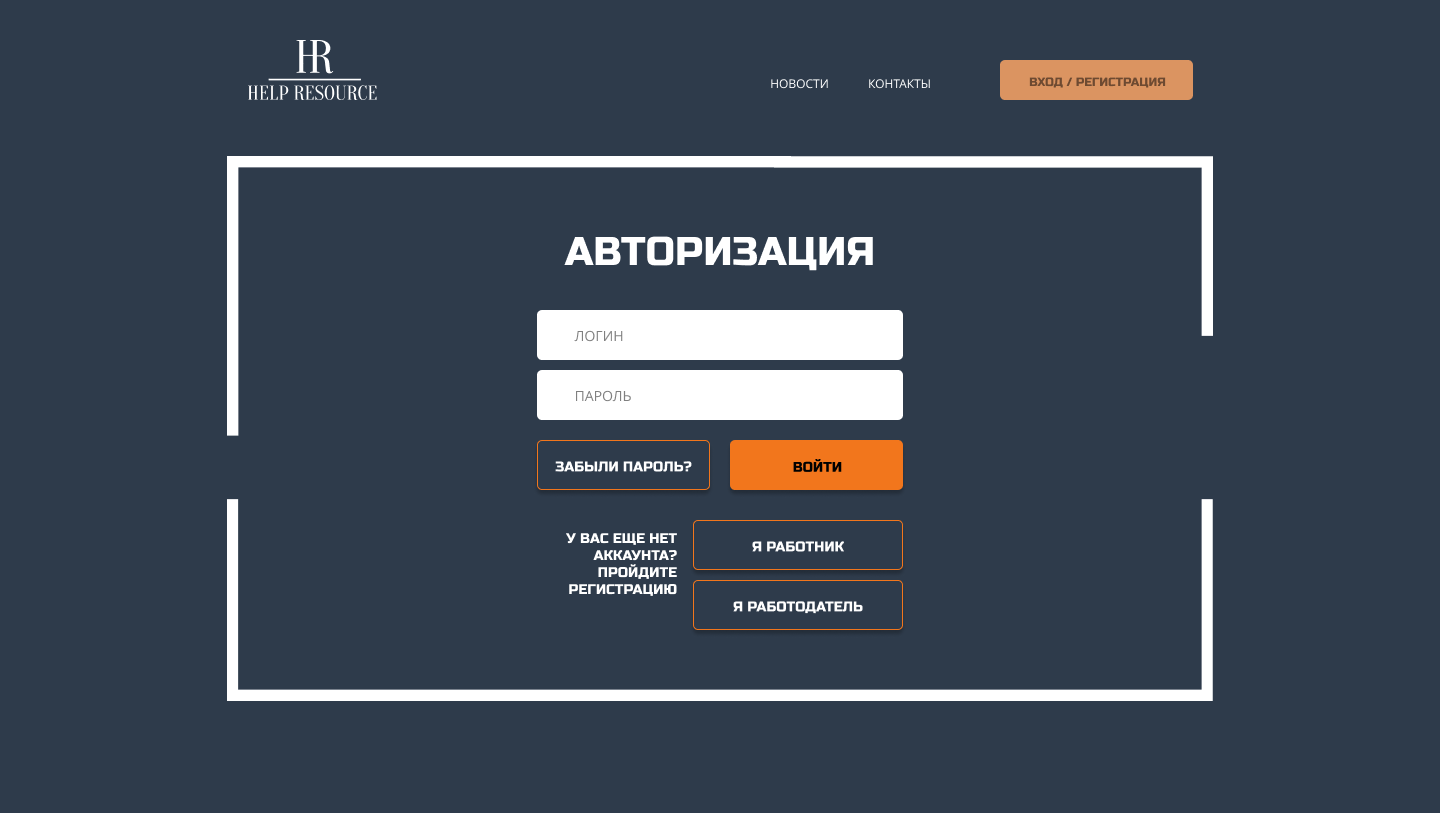 HR
HELP RESOURCE
НОВОСТИ
КОНТАКТЫ
ВХОД / РЕГИСТРАЦИЯ
АВТОРИЗАЦИЯ
ЛОГИН
ПАРОЛЬ
ЗАБЫЛИ ПАРОЛЬ?
ВОЙТИ
У ВАС ЕЩЕ НЕТ
АККАУНТА?
ПРОЙДИТЕ
РЕГИСТРАЦИЮ
Я РАБОТНИК
Я РАБОТОДАТЕЛЬ